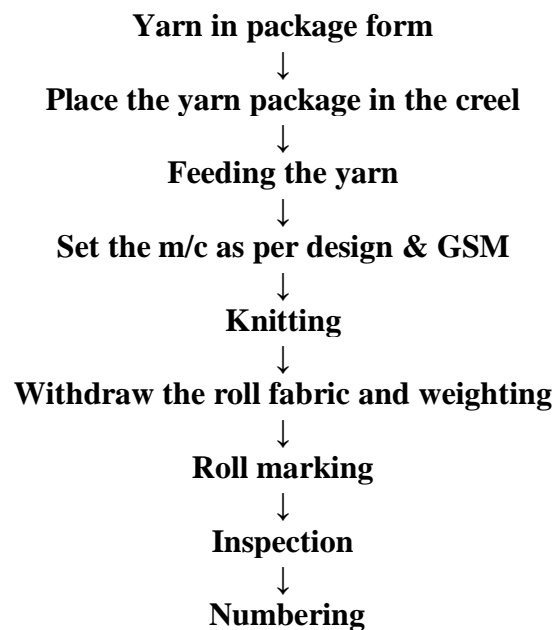 Yarn in package form
↓
Place the yarn package in the creel
↓
Feeding the yarn
↓
Set the m/c as per design & GSM
↓
Knitting
↓
Withdraw the roll fabric and weighting
↓
Roll marking
↓
Inspection
↓
Numbering